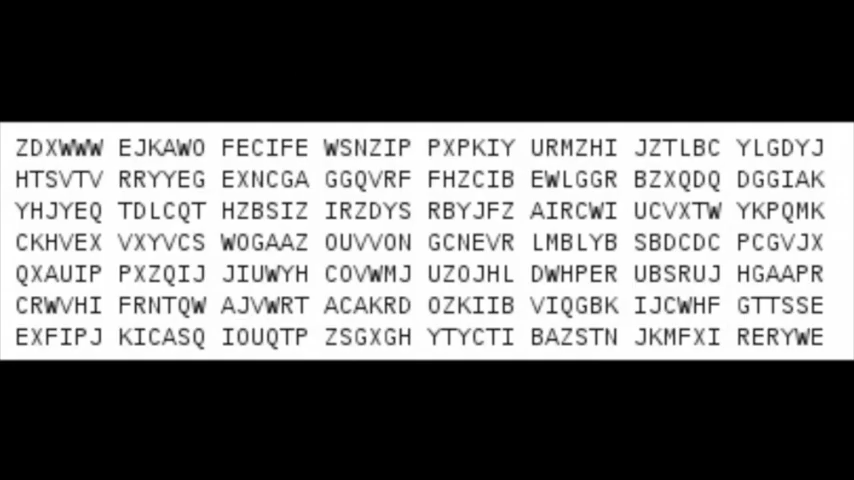 ZDXWWW EJKAWO FECIFE WSNZIP PXPKIY URMZHI JZTLBC YLGDYJ
HTSVTV RRYYEG EXNCGA GGQVRF FHZCIB EWLGGR BZXQDQ DGGIAK
YHJYEQ TDLCQT HZBSIZ IRZDYS RBYJFZ AIRCWI UCVXTW YKPQMK
CKHVEX VXYVCS WOGAAZ OUVVON GCNEVR LMBLYB SBDCDC PCGVJX
QXAUIP PXZQIJ JIUWYH COVWMJ UZOJHL DWHPER UBSRUJ HGAAPR
CRWVHI FRNTQW AJVWRT ACAKRD OZKIIB VIQGBK IJCWHF GTTSSE
EXFIPJ KICASQ IOUQTP ZSGXGH YTYCTI BAZSTN JKMFXI RERYWE